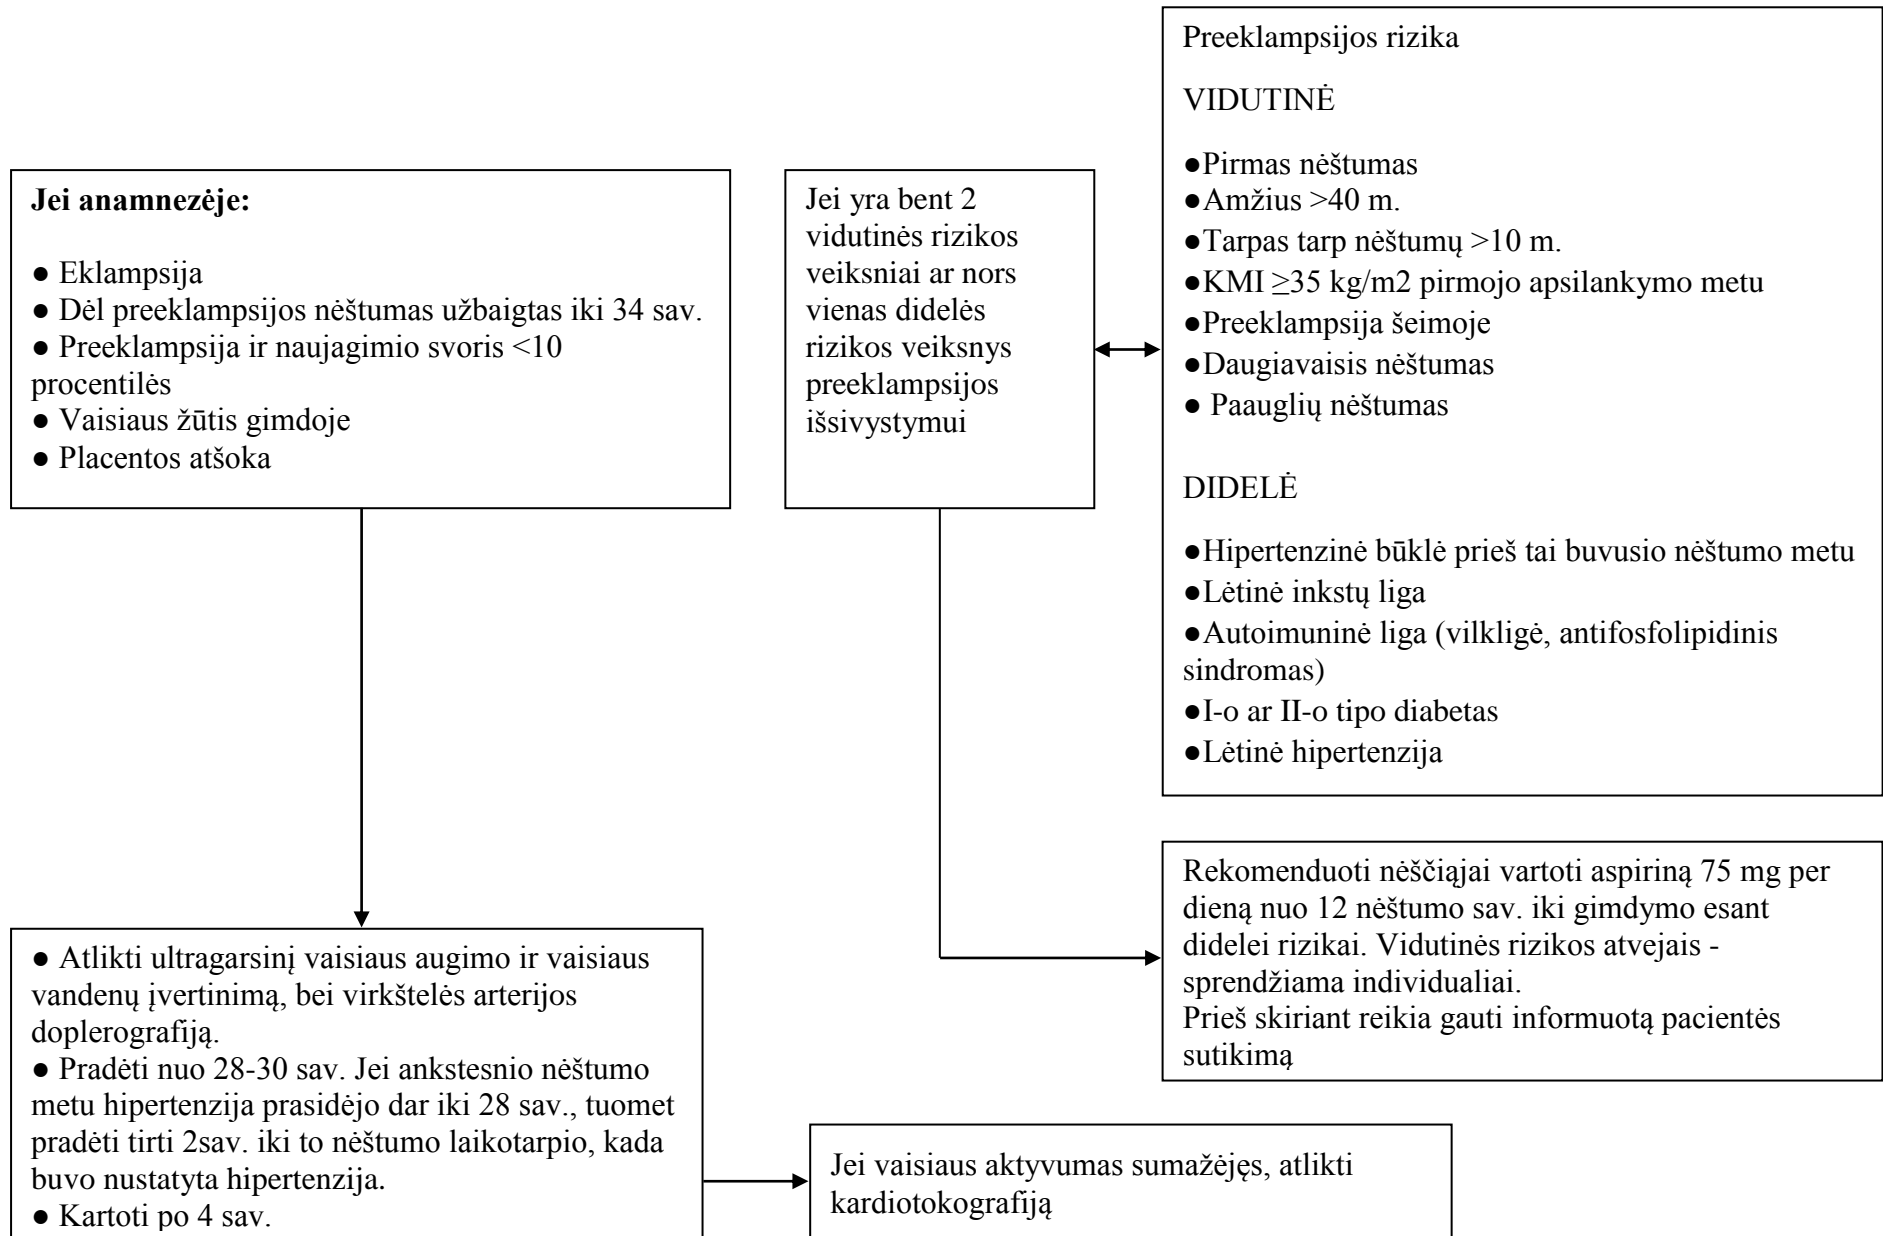 Jei anamnezėje:
● Eklampsija
● Dėl preeklampsijos nėštumas užbaigtas iki 34 sav.
● Preeklampsija ir naujagimio svoris <10
procentilės
● Vaisiaus žūtis gimdoje
● Placentos atšoka
Jei yra bent 2
vidutinės rizikos
veiksniai ar nors
vienas didelės
rizikos veiksnys
preeklampsijos
išsivystymui
Preeklampsijos rizika
VIDUTINĖ
●Pirmas nėštumas
●Amžius >40 m.
●Tarpas tarp nėštumų >10 m.
●KMI ≥35 kg/m2 pirmojo apsilankymo metu
●Preeklampsija šeimoje
●Daugiavaisis nėštumas
● Paauglių nėštumas
DIDELĖ
●Hipertenzinė būklė prieš tai buvusio nėštumo metu
●Lėtinė inkstų liga
●Autoimuninė liga (vilkligė, antifosfolipidinis
sindromas)
●I-o ar II-o tipo diabetas
●Lėtinė hipertenzija
Rekomenduoti nėščiąjai vartoti aspiriną 75 mg per
dieną nuo 12 nėštumo sav. iki gimdymo esant
didelei rizikai. Vidutinės rizikos atvejais -
sprendžiama individualiai.
Prieš skiriant reikia gauti informuotą pacientės
sutikimą
● Atlikti ultragarsinį vaisiaus augimo ir vaisiaus
vandenų įvertinimą, bei virkštelės arterijos
doplerografiją.
● Pradėti nuo 28-30 sav. Jei ankstesnio nėštumo
metu hipertenzija prasidėjo dar iki 28 sav., tuomet
pradėti tirti 2sav. iki to nėštumo laikotarpio, kada
buvo nustatyta hipertenzija.
● Kartoti po 4 sav.
Jei vaisiaus aktyvumas sumažėjęs, atlikti
kardiotokografiją